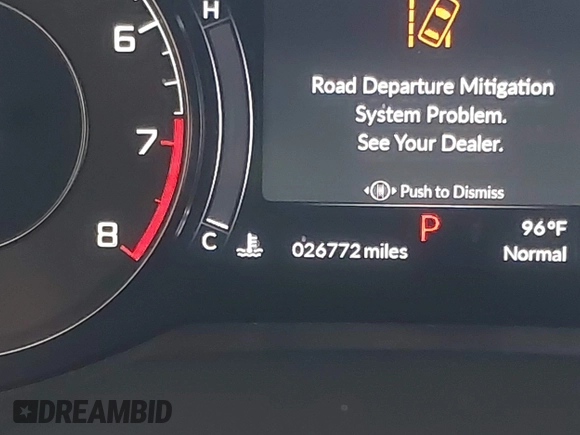 6
7
8
H
C
Road Departure Mitigation
System Problem.
See Your Dealer.
Push to Dismiss
026772 miles
P
96°F
Normal
DREAMBID